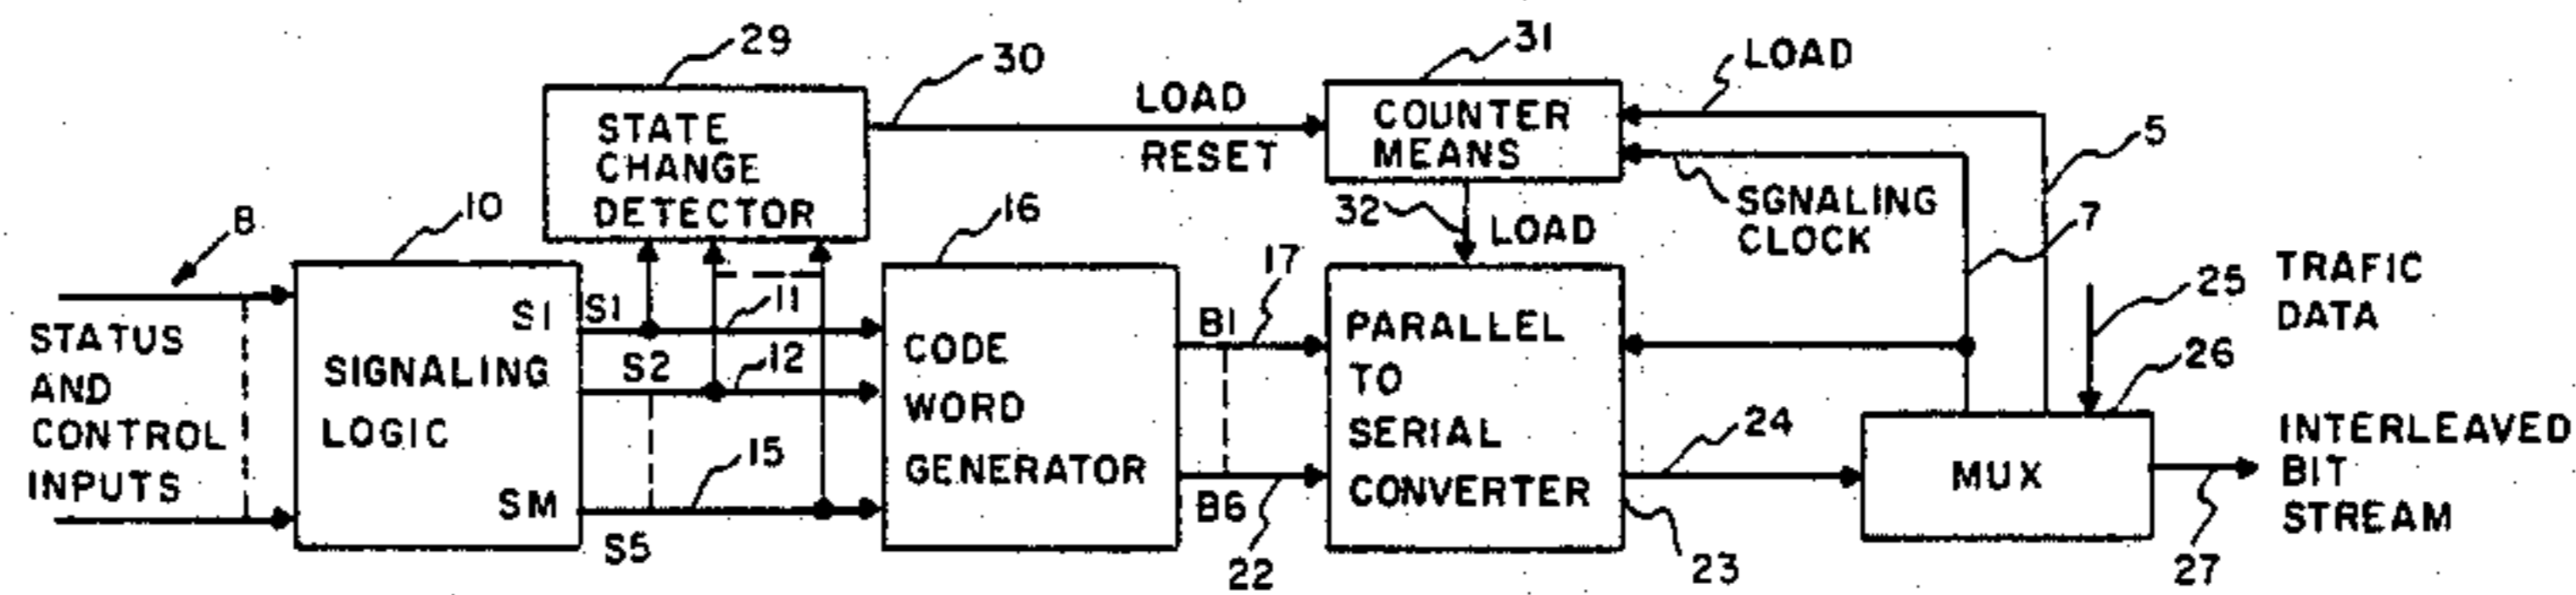 29
30
31
LOAD
STATE
CHANGE
DETECTOR
LOAD
RESET
COUNTER
MEANS
5
8
10
16
32
LOAD
SGNALING
CLOCK
7
17
25
TRAFIC
DATA
STATUS
AND
CONTROL
INPUTS
S1
S1
11
SIGNALING
LOGIC
S2
12
CODE
WORD
GENERATOR
B1
PARALLEL
TO
SERIAL
CONVERTER
26
24
MUX
INTERLEAVED
BIT
STREAM
SM
15
S5
B6
22
23
27